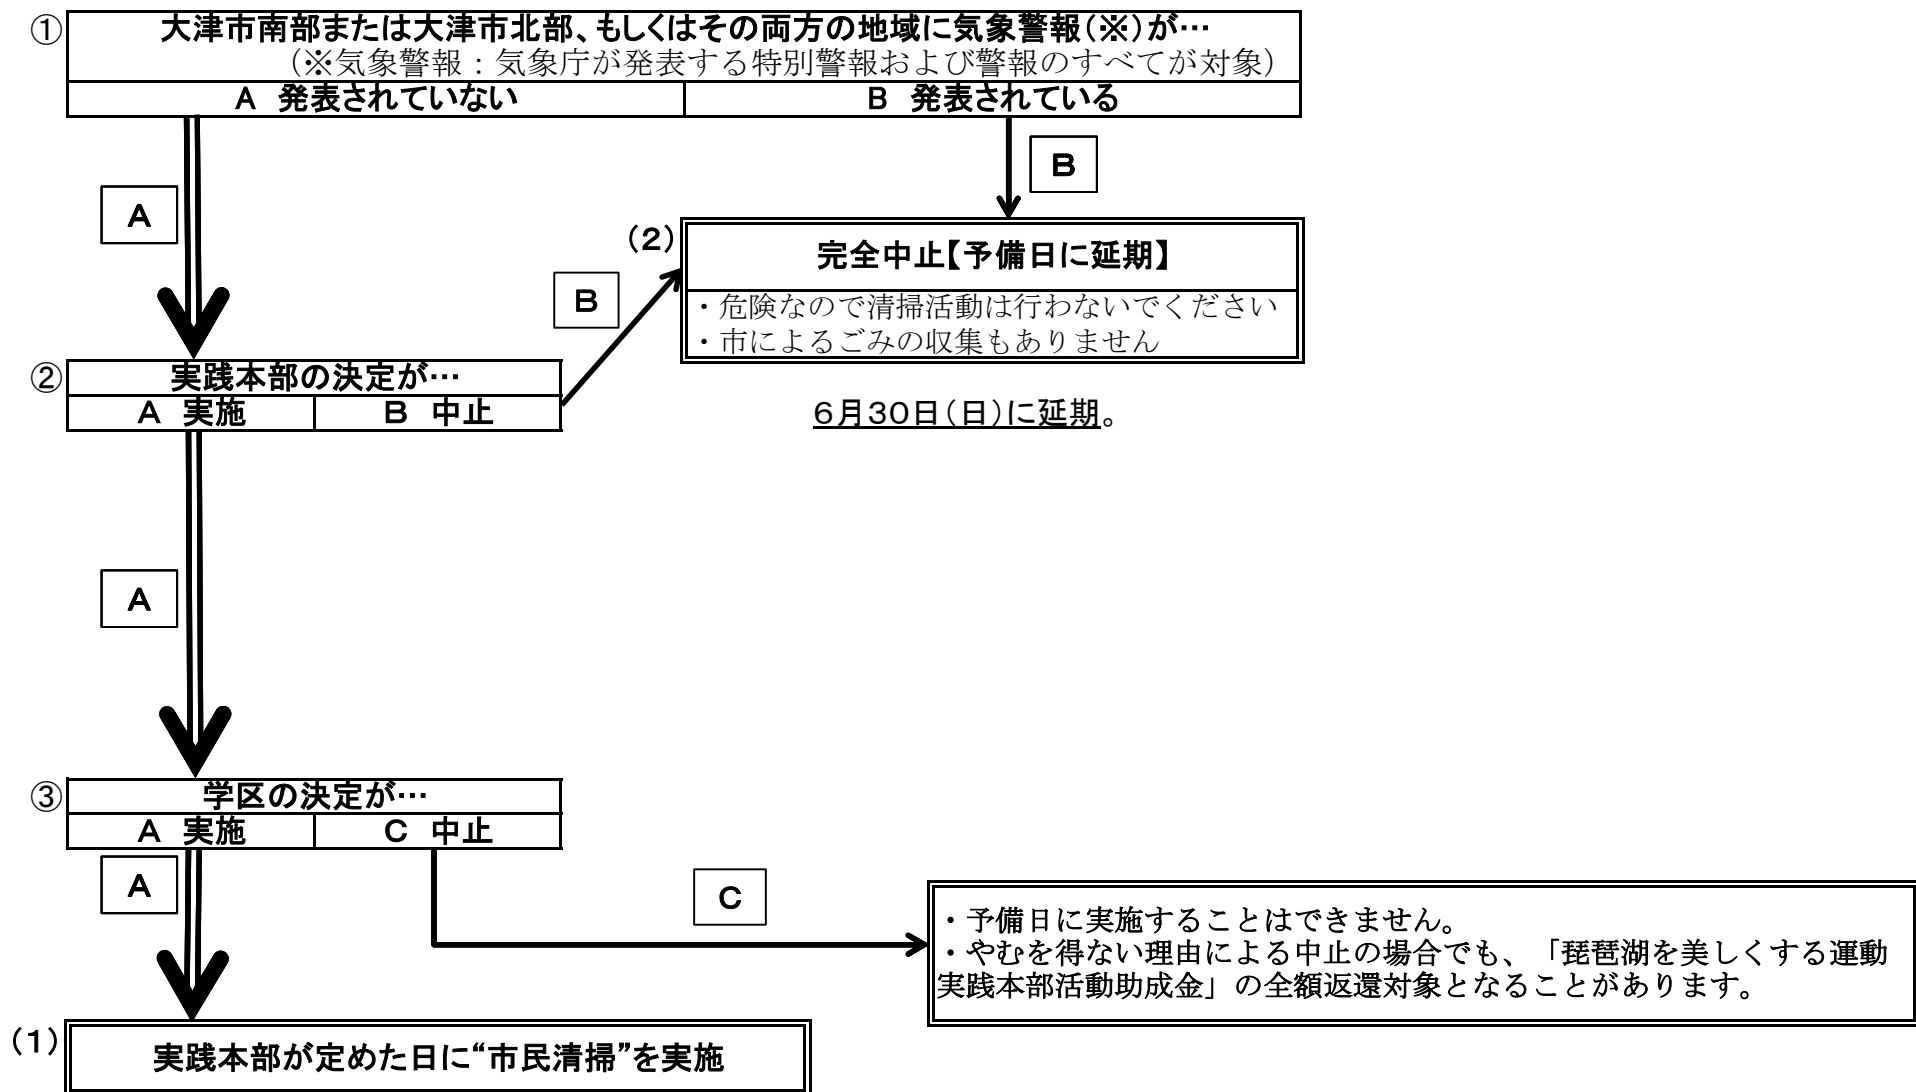 ① 大津市南部または大津市北部、もしくはその両方の地域に気象警報(※)が…
(※気象警報：気象庁が発表する特別警報および警報のすべてが対象)
A 発表されていない
B 発表されている
A
B
(2) 完全中止【予備日に延期】
・危険なので清掃活動は行わないでください
・市によるごみの収集もありません
B
② 実践本部の決定が…
A 実施
B 中止
6月30日(日)に延期。
A
③ 学区の決定が…
A 実施
C 中止
A
C
・予備日に実施することはできません。
・やむを得ない理由による中止の場合でも、「琵琶湖を美しくする運動
実践本部活動助成金」の全額返還対象となることがあります。
(1) 実践本部が定めた日に“市民清掃”を実施